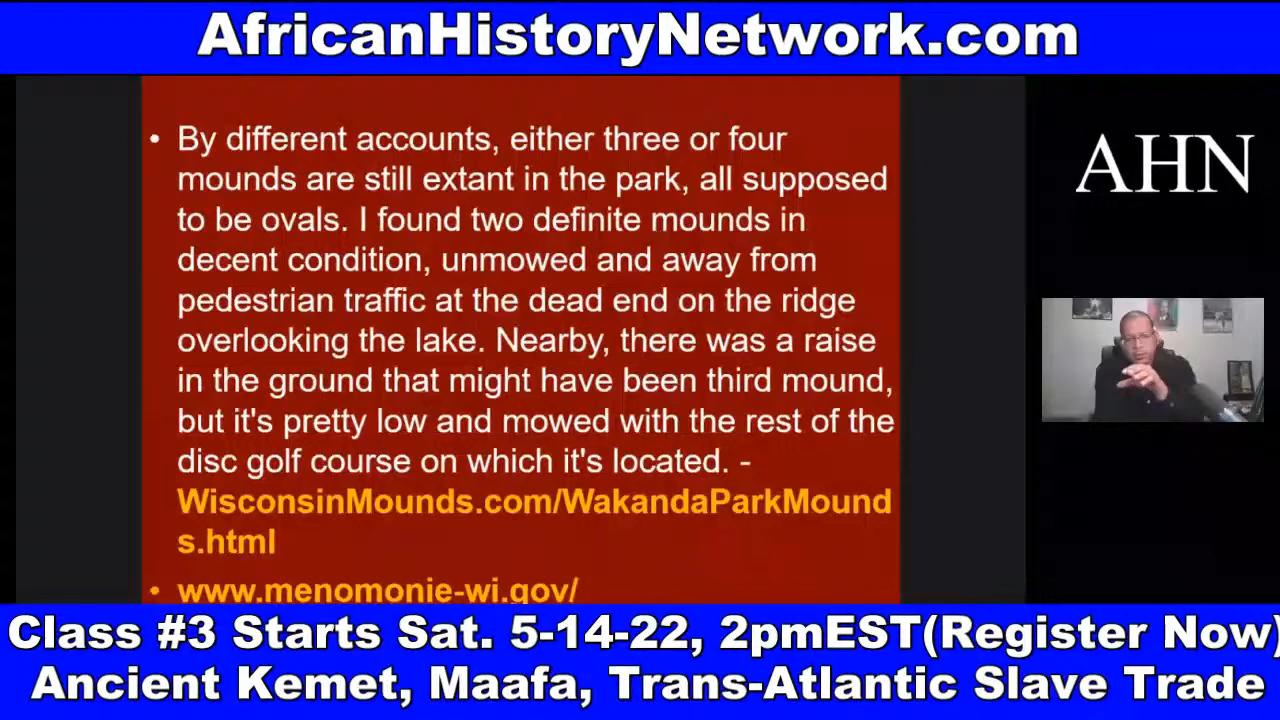 AfricanHistoryNetwork.com
• By different accounts, either three or four
mounds are still extant in the park, all supposed
to be ovals. I found two definite mounds in
decent condition, unmowed and away from
pedestrian traffic at the dead end on the ridge
overlooking the lake. Nearby, there was a raise
in the ground that might have been third mound,
but it's pretty low and mowed with the rest of the
disc golf course on which it's located. -
WisconsinMounds.com/WakandaParkMound
s.html
• www.menomonie-wi.gov/
AHN
Class #3 Starts Sat. 5-14-22, 2pmEST(Register Now)
Ancient Kemet, Maafa, Trans-Atlantic Slave Trade